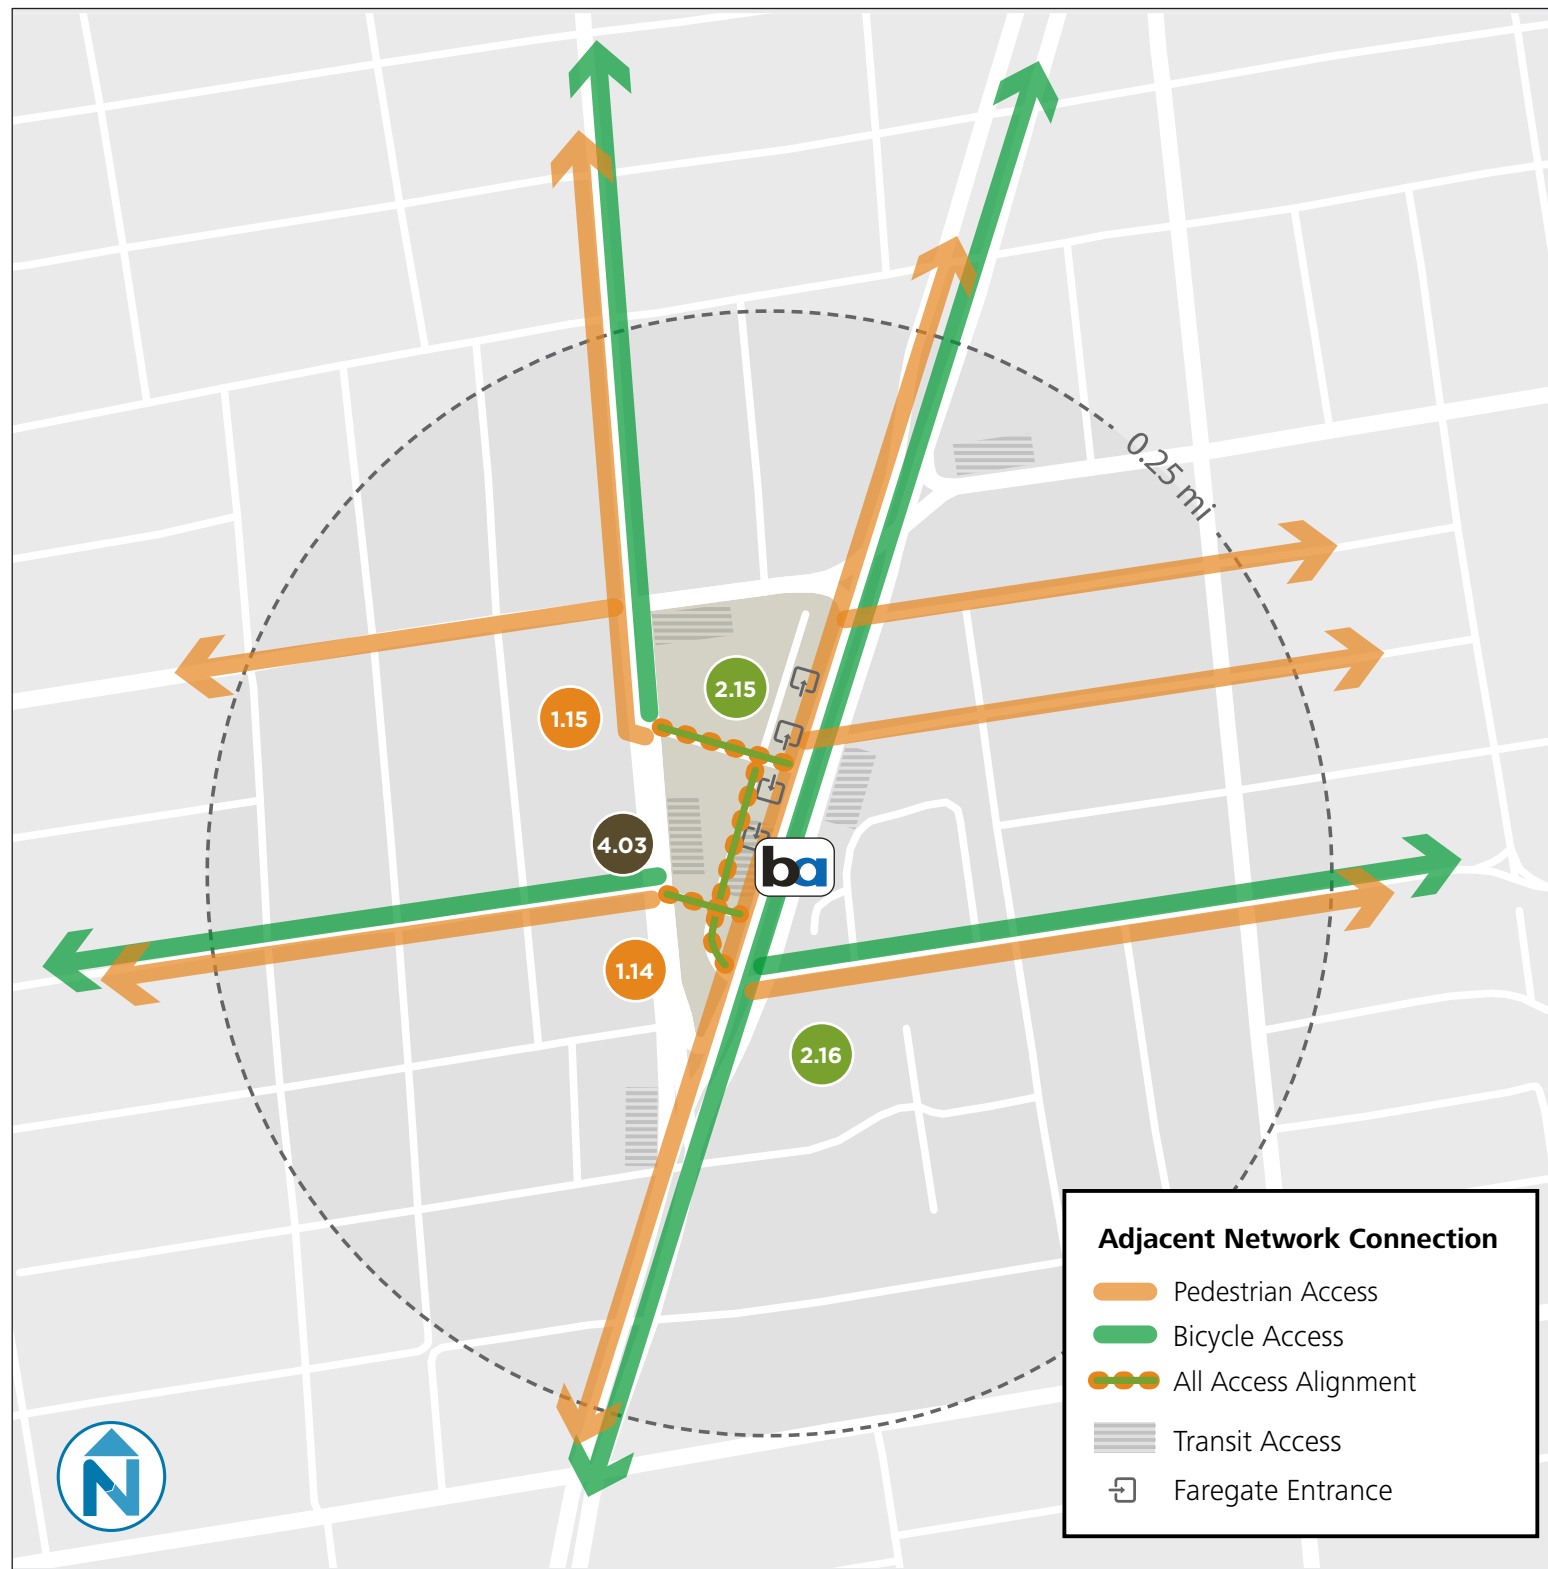 0.25 mi
2.15
1.15
4.03
ba
1.14
2.16
Adjacent Network Connection
Pedestrian Access
Bicycle Access
All Access Alignment
Transit Access
Faregate Entrance
N